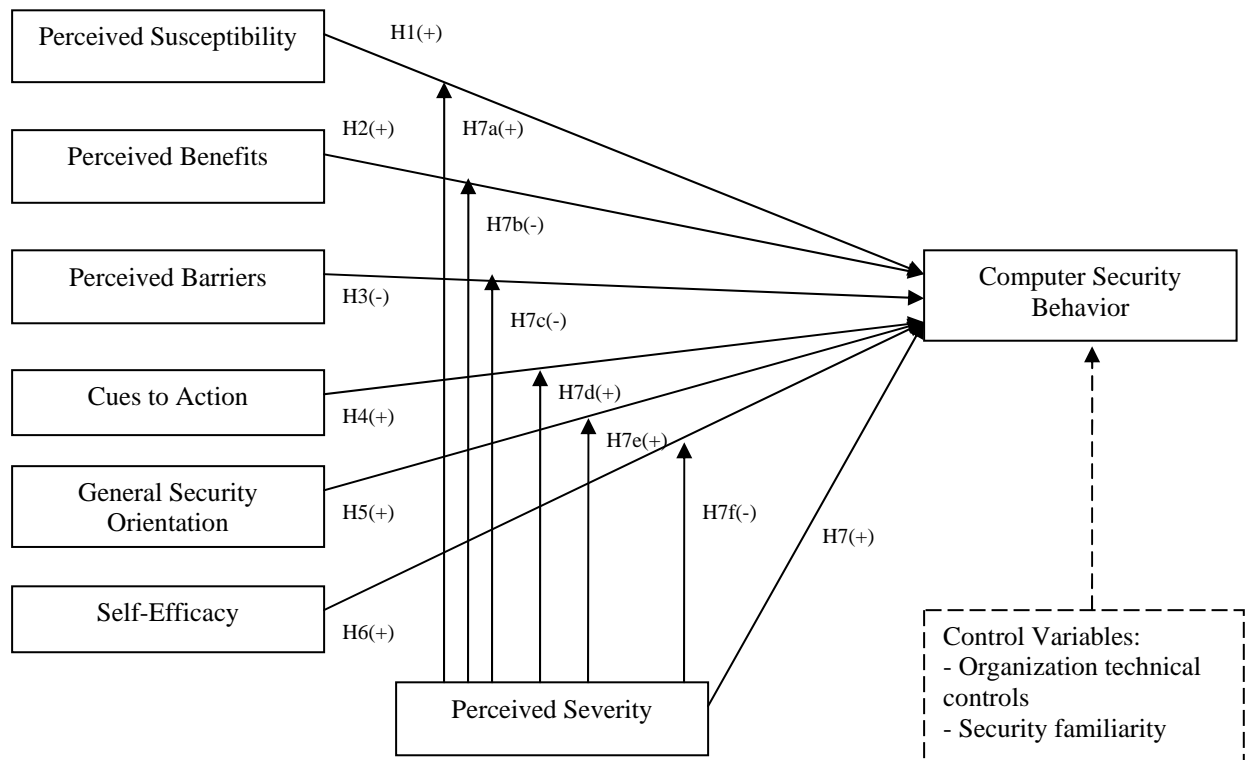 Perceived Susceptibility
H1(+)
H2(+)
H7a(+)
Perceived Benefits
H7b(-)
Perceived Barriers
H3(-)
H7c(-)
Computer Security
Behavior
Cues to Action
H4(+)
H7d(+)
H7e(+)
General Security
Orientation
H5(+)
H7f(-)
H7(+)
Self-Efficacy
H6(+)
Perceived Severity
Control Variables:
- Organization technical
controls
- Security familiarity